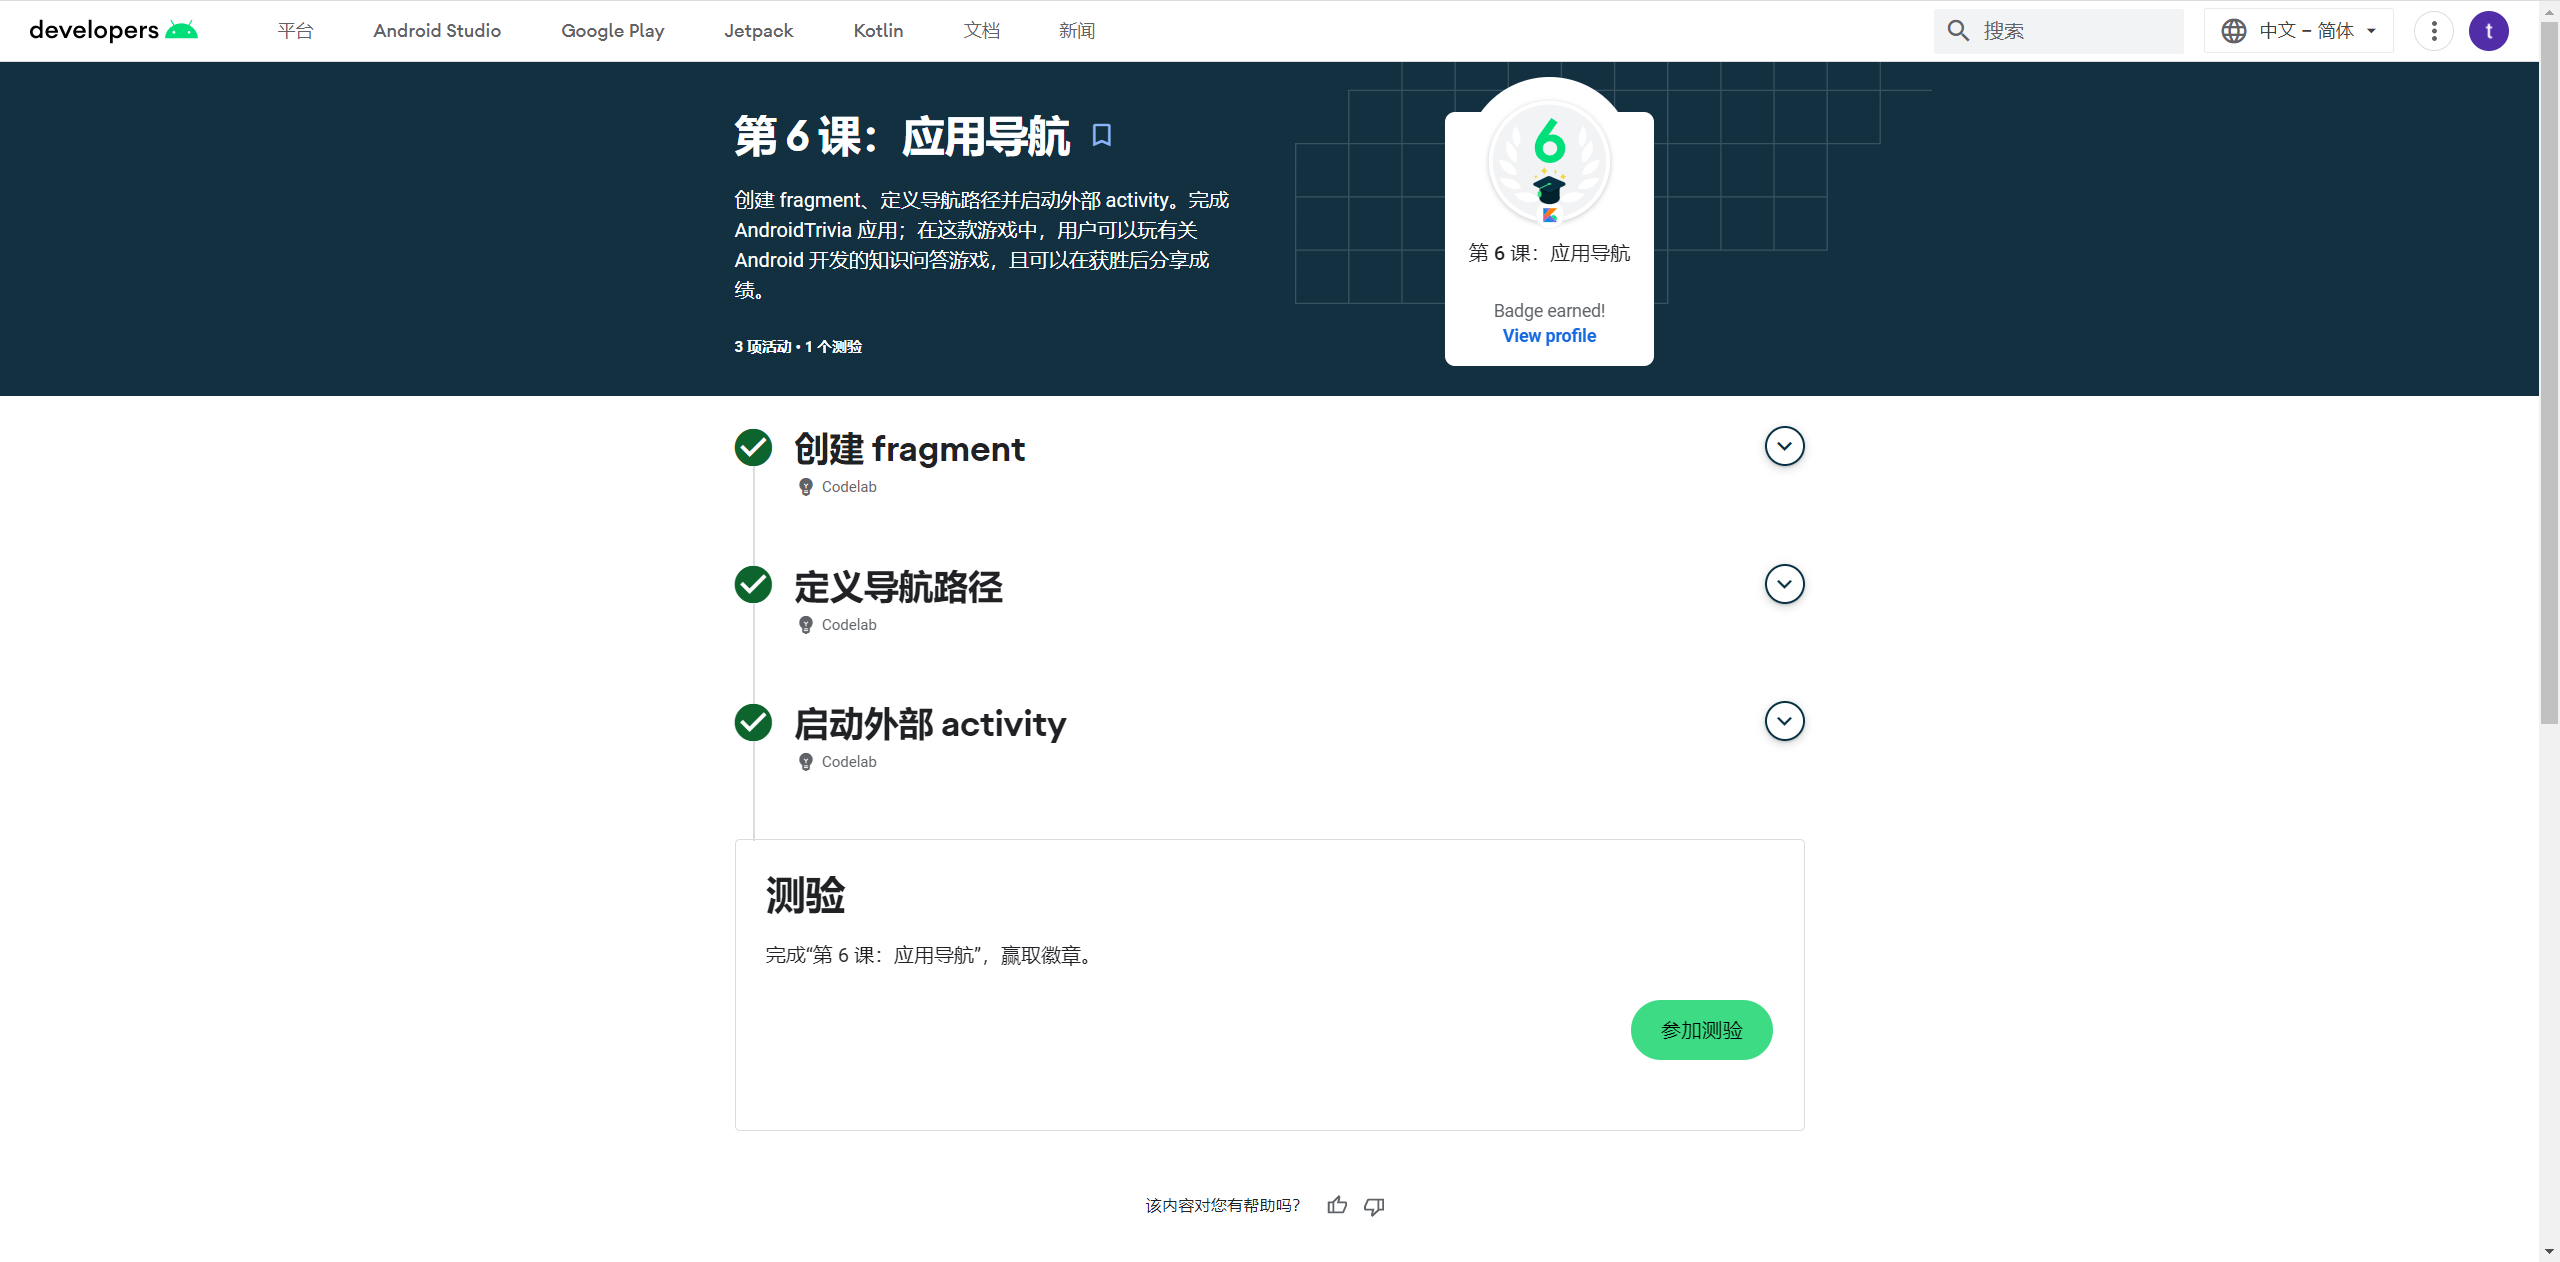 developers
平台
Android Studio
Google Play
Jetpack
Kotlin
文档
新闻
搜索
中文 – 简体
t
第 6 课：应用导航
创建 fragment、定义导航路径并启动外部 activity。完成
AndroidTrivia 应用；在这款游戏中，用户可以玩有关
Android 开发的知识问答游戏，且可以在获胜后分享成
绩。
3 项活动 • 1 个测验
6
第 6 课：应用导航
Badge earned!
View profile
创建 fragment
Codelab
定义导航路径
Codelab
启动外部 activity
Codelab
测验
完成“第 6 课：应用导航”，赢取徽章。
参加测验
该内容对您有帮助吗？